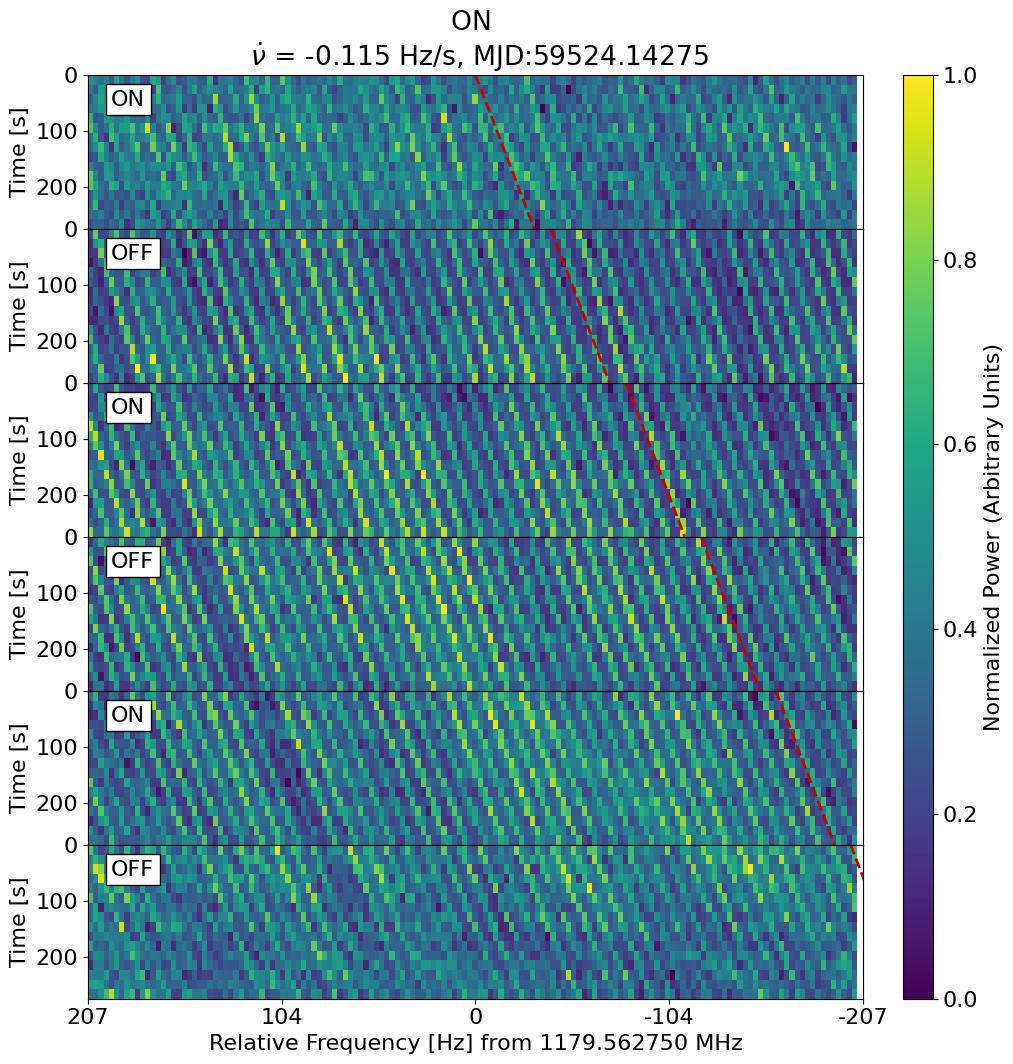 ON
ν̇ = -0.115 Hz/s, MJD:59524.14275
0
100
200
Time [s]
ON
0
100
200
Time [s]
OFF
0
100
200
Time [s]
ON
0
100
200
Time [s]
OFF
0
100
200
Time [s]
ON
0
100
200
Time [s]
OFF
207 104 0 -104 -207
Relative Frequency [Hz] from 1179.562750 MHz
1.0
0.8
0.6
0.4
0.2
0.0
Normalized Power (Arbitrary Units)